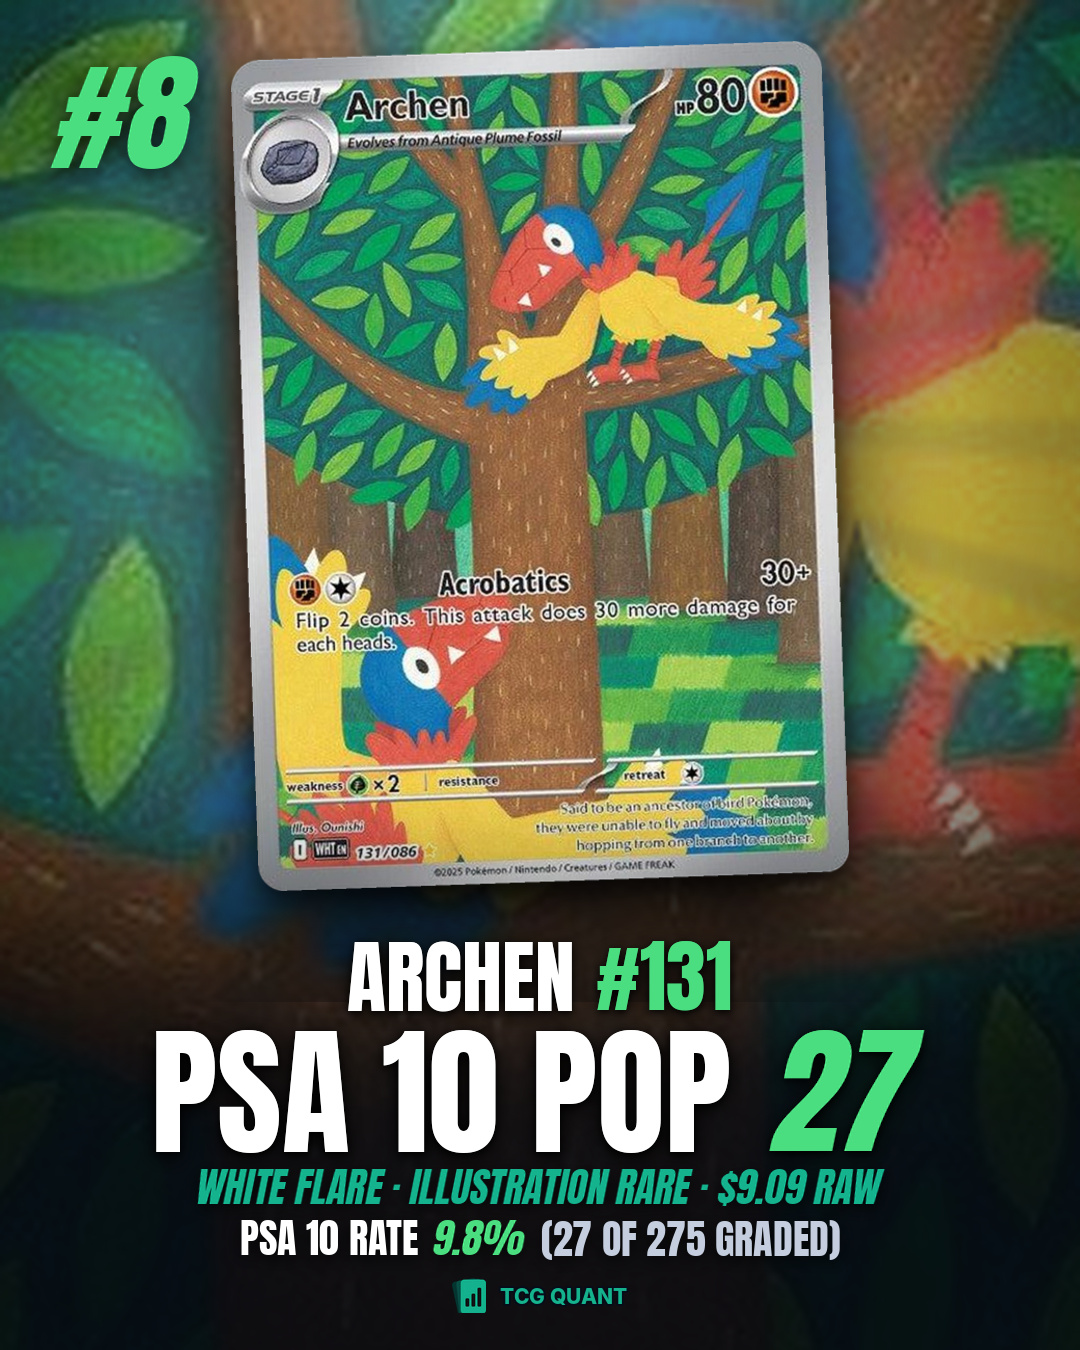 #8
STAGE1 Archen HP80
Evolves from Antique Plume Fossil
Acrobatics 30+
Flip 2 coins. This attack does 30 more damage for
each heads.
weakness ×2 resistance retreat
Said to be an ancestor of bird Pokémon,
they were unable to fly and moved about by
hopping from one branch to another.
Illus. Ounishi
I WHT EN 131/086
©2025 Pokémon / Nintendo / Creatures / GAME FREAK
ARCHEN #131
PSA 10 POP 27
WHITE FLARE · ILLUSTRATION RARE · $9.09 RAW
PSA 10 RATE 9.8% (27 OF 275 GRADED)
TCG QUANT